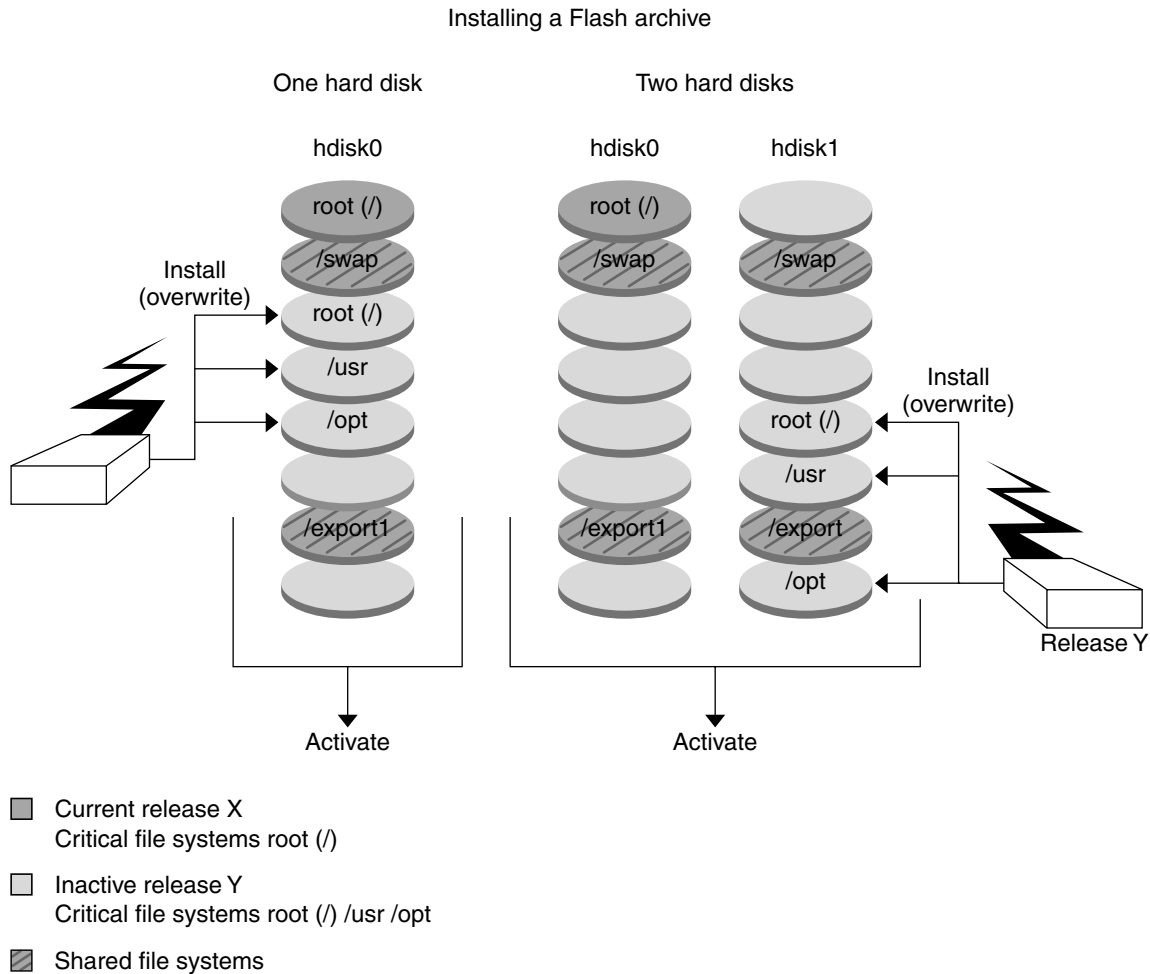 Installing a Flash archive
One hard disk
Two hard disks
hdisk0
hdisk0
hdisk1
root (/)
/swap
Install
(overwrite)
root (/)
/usr
/opt
/export1
root (/)
/swap
/export1
/swap
root (/)
/usr
/export
/opt
Install
(overwrite)
Release Y
Activate
Activate
Current release X
Critical file systems root (/)
Inactive release Y
Critical file systems root (/) /usr /opt
Shared file systems